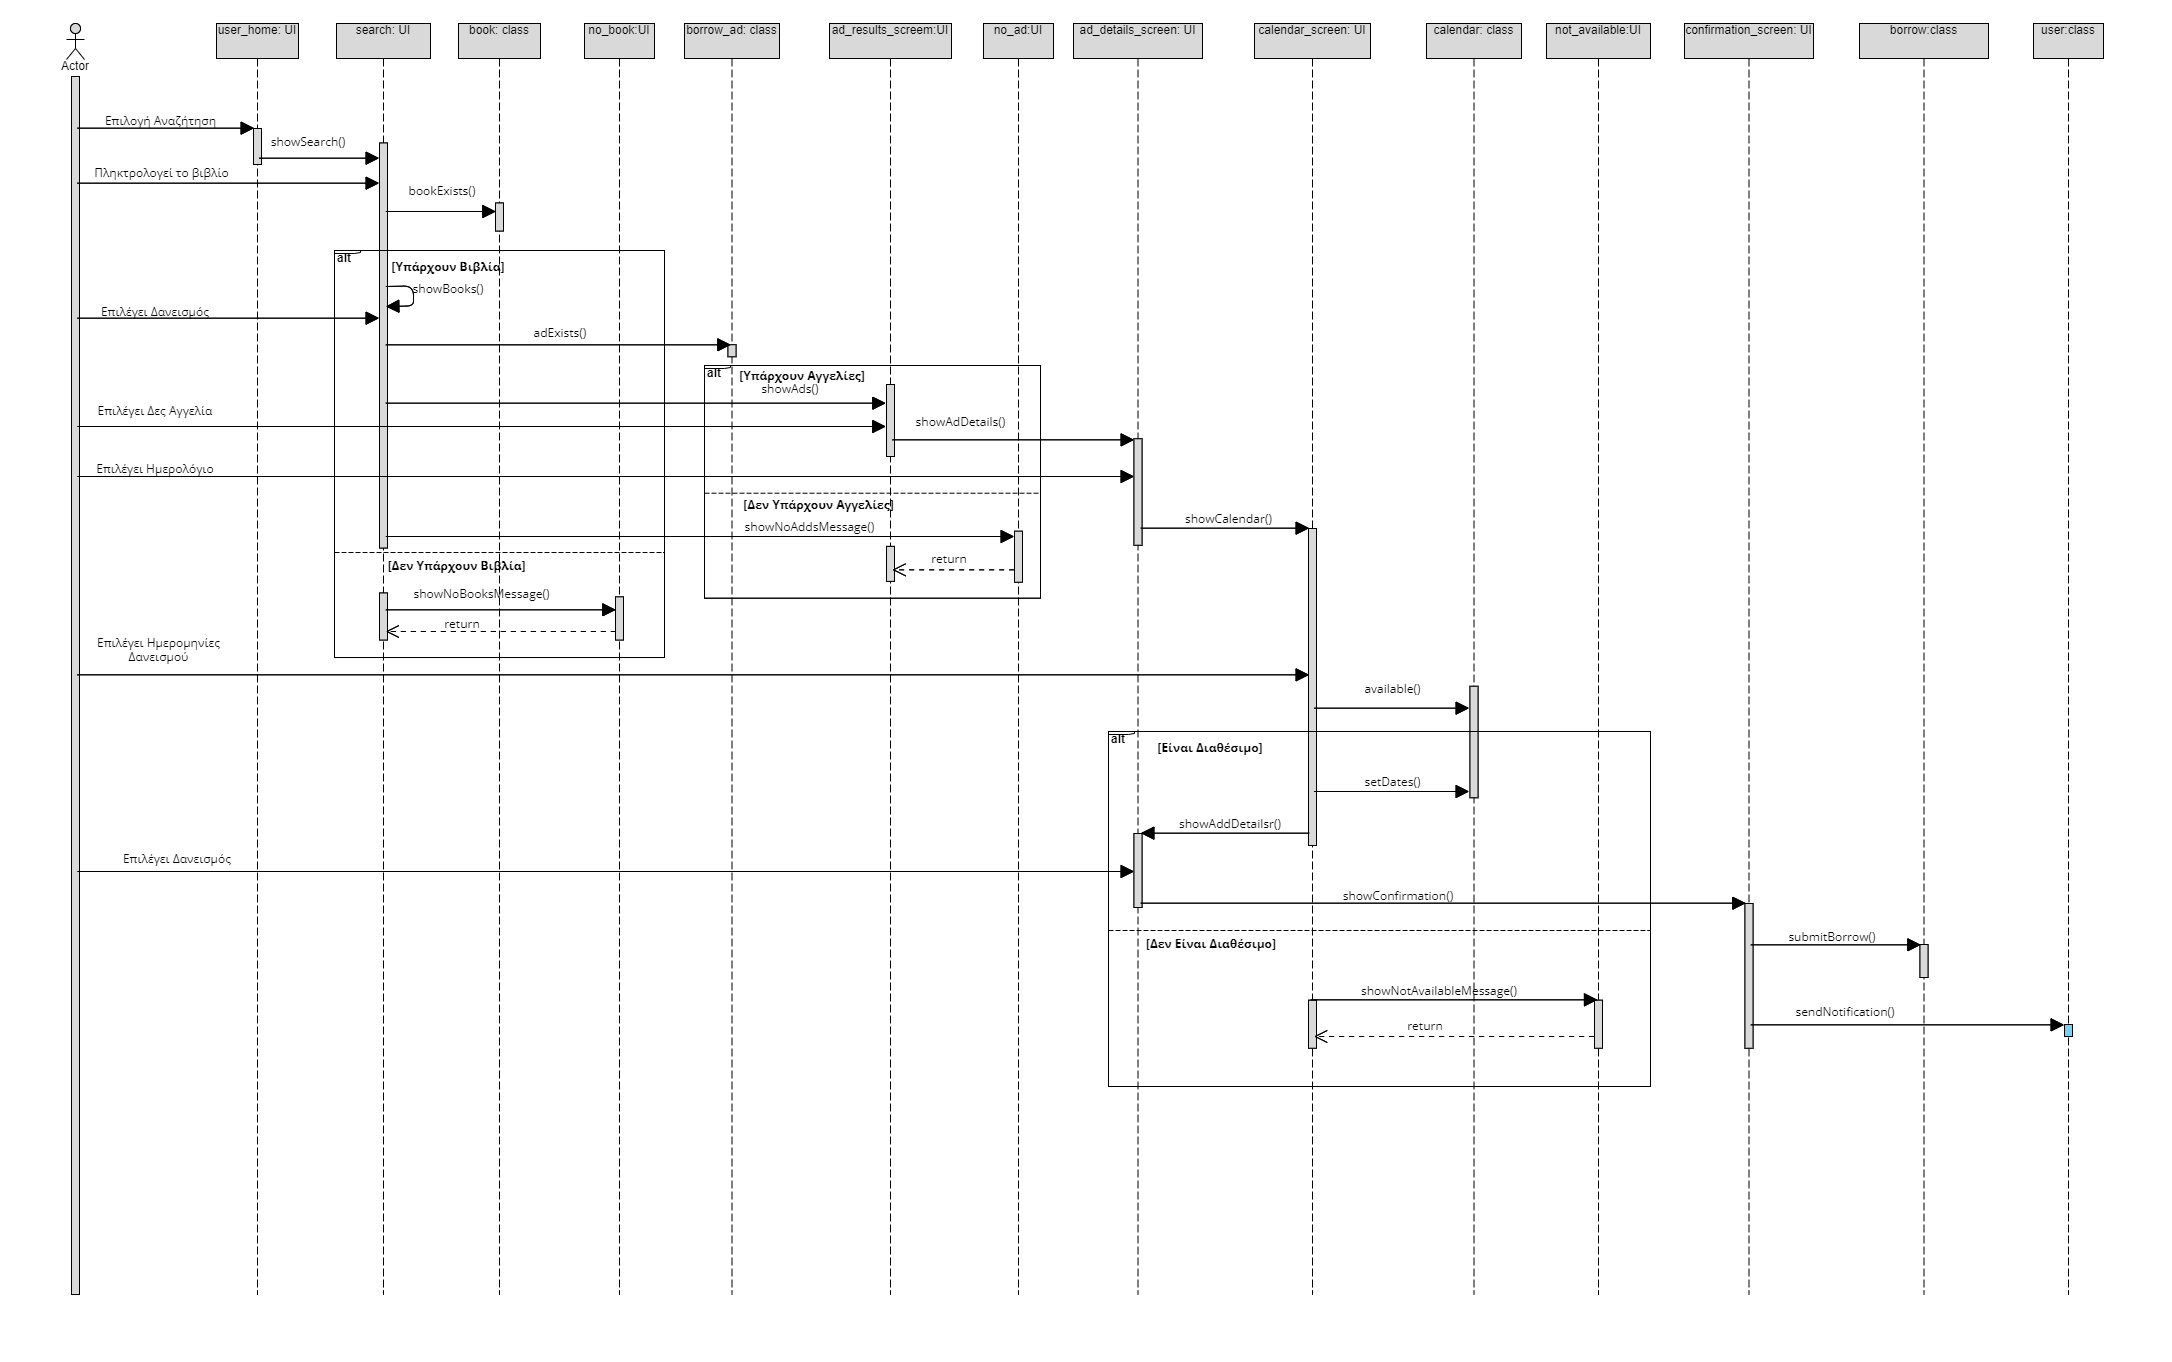 user_home: UI
search: UI
book: class
no_book:UI
borrow_ad: class
ad_results_screem:UI
no_ad:UI
ad_details_screen: UI
calendar_screen: UI
calendar: class
not_available:UI
confirmation_screen: UI
borrow:class
user:class
Actor
Επιλογή Αναζήτηση
showSearch()
Πληκτρολογεί το βιβλίο
bookExists()
alt
[Υπάρχουν Βιβλία]
showBooks()
Επιλέγει Δανεισμός
adExists()
alt
[Υπάρχουν Αγγελίες]
showAds()
Επιλέγει Δες Αγγελία
showAdDetails()
Επιλέγει Ημερολόγιο
[Δεν Υπάρχουν Αγγελίες]
showCalendar()
showNoAddsMessage()
return
[Δεν Υπάρχουν Βιβλία]
showNoBooksMessage()
return
Επιλέγει Ημερομηνίες
Δανεισμού
available()
alt
[Είναι Διαθέσιμο]
setDates()
showAddDetailsr()
Επιλέγει Δανεισμός
showConfirmation()
submitBorrow()
[Δεν Είναι Διαθέσιμο]
showNotAvailableMessage()
sendNotification()
return